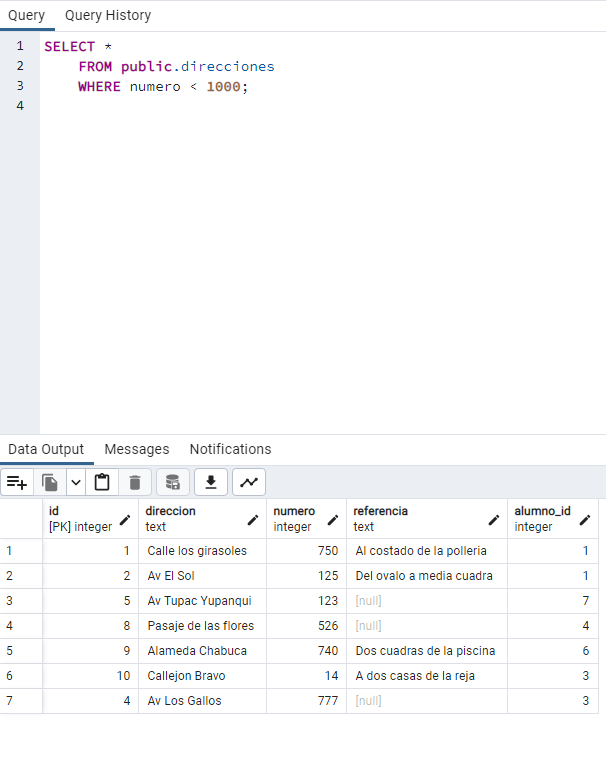 Query Query History
1 SELECT *
2 FROM public.direcciones
3 WHERE numero < 1000;
4
Data Output Messages Notifications
id direccion numero referencia alumno_id
[PK] integer text integer text integer
1 1 Calle los girasoles 750 Al costado de la polleria 1
2 2 Av El Sol 125 Del ovalo a media cuadra 1
3 5 Av Tupac Yupanqui 123 [null] 7
4 8 Pasaje de las flores 526 [null] 4
5 9 Alameda Chabuca 740 Dos cuadras de la piscina 6
6 10 Callejon Bravo 14 A dos casas de la reja 3
7 4 Av Los Gallos 777 [null] 3